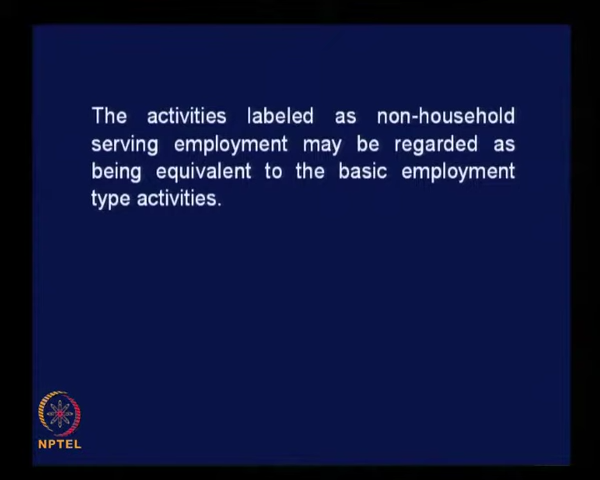 The activities labeled as non-household
serving employment may be regarded as
being equivalent to the basic employment
type activities.
NPTEL